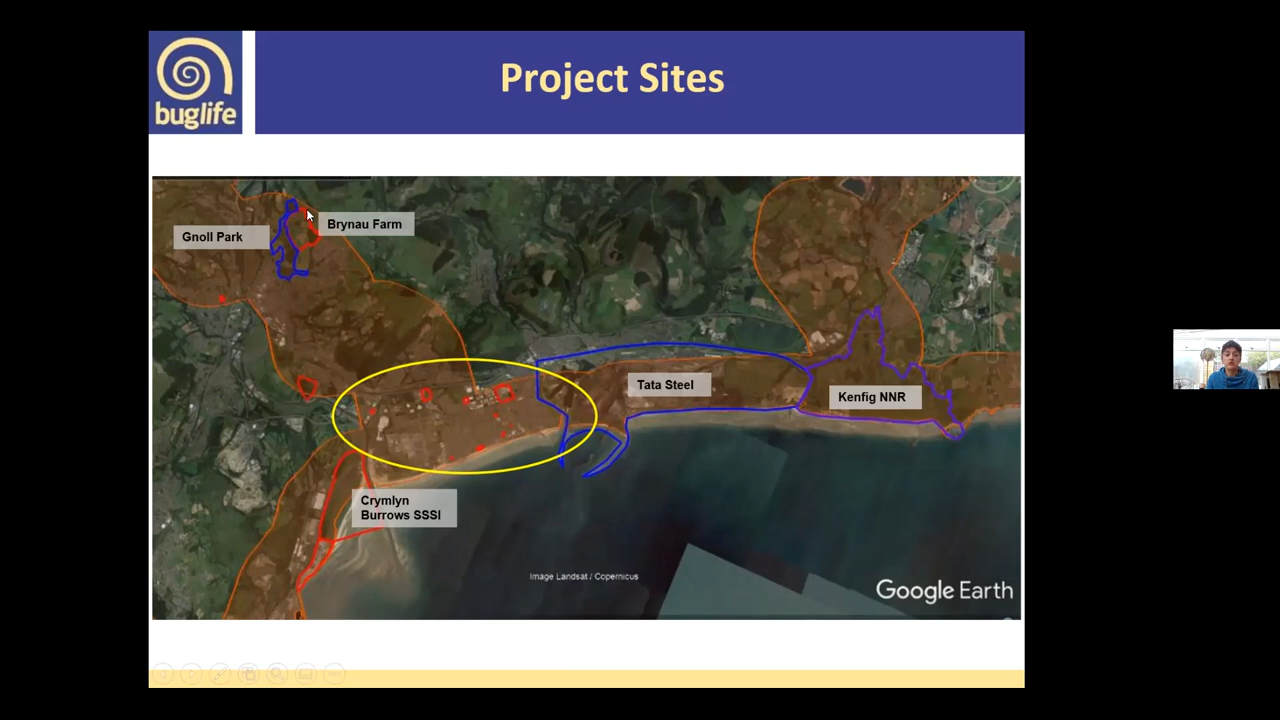 buglife
Project Sites
Gnoll Park
Brynau Farm
Tata Steel
Kenfig NNR
Crymlyn
Burrows SSSI
Image Landsat / Copernicus
Google Earth